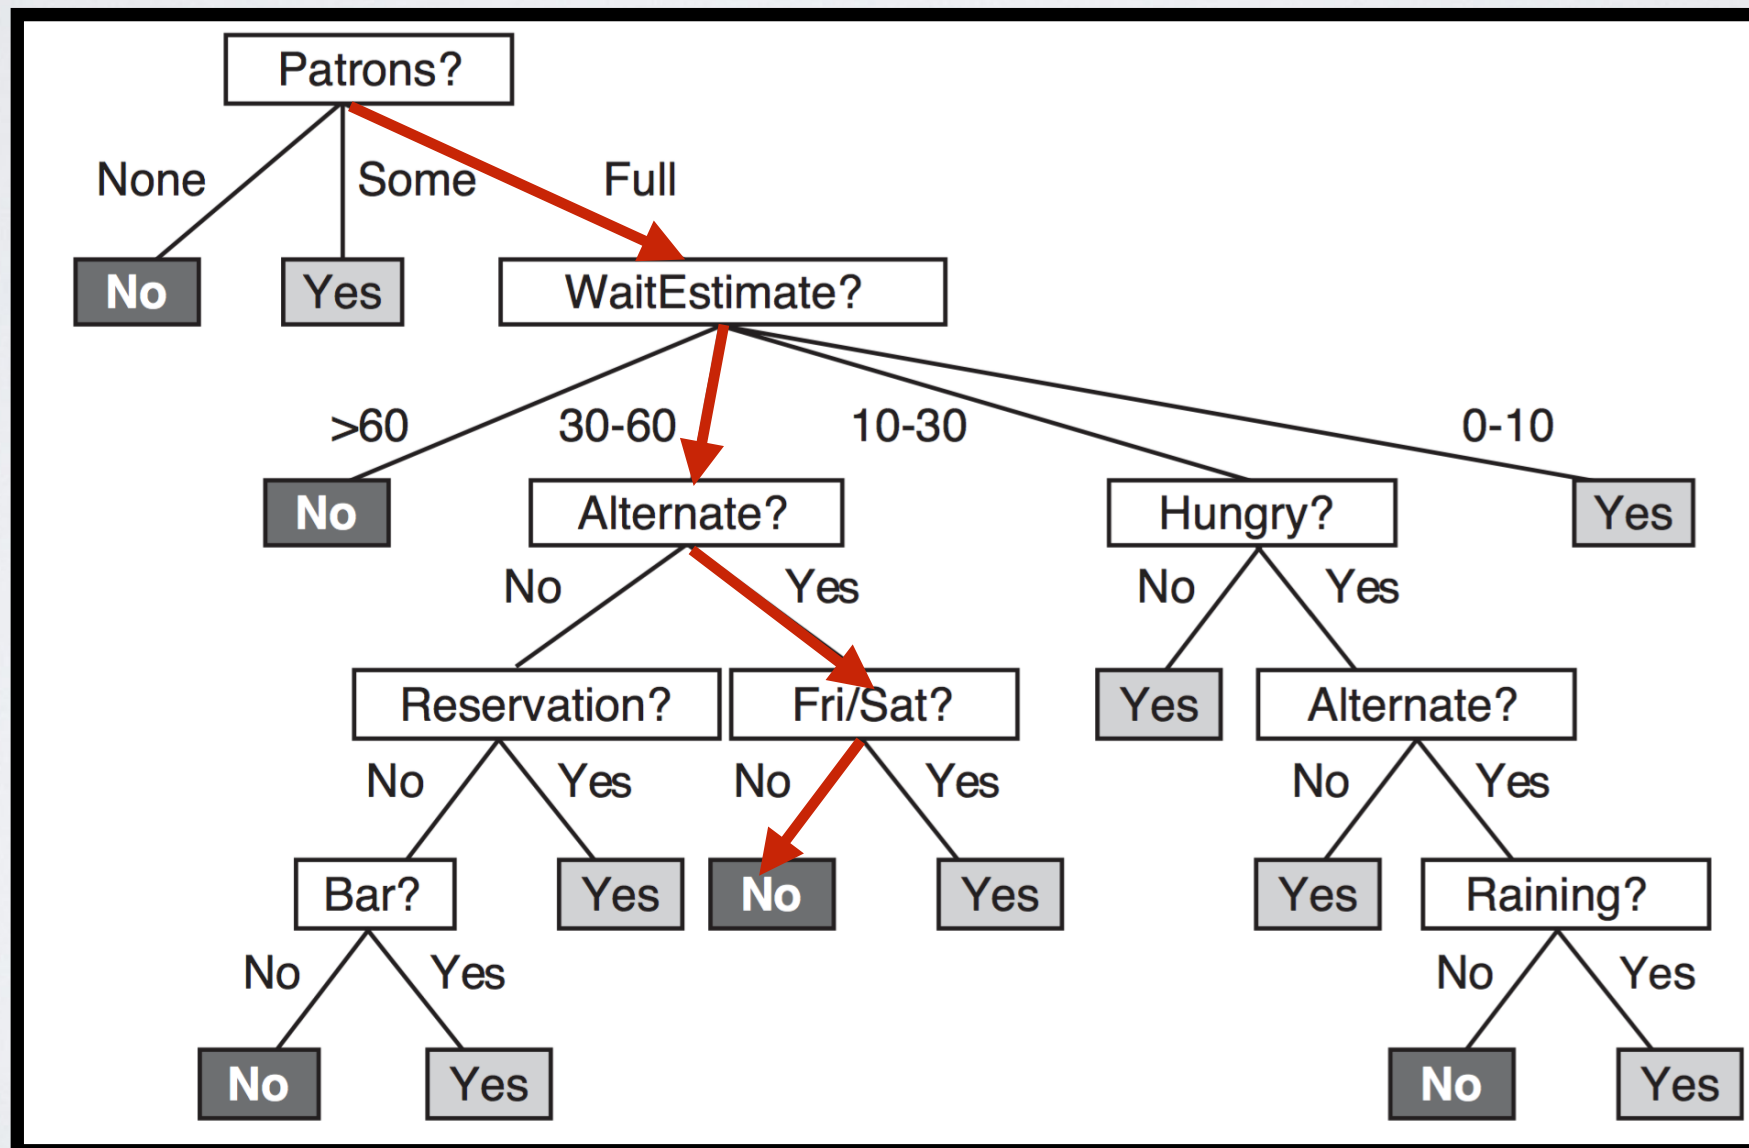 Patrons?
None Some Full
No Yes WaitEstimate?
>60 30-60 10-30 0-10
No Alternate? Hungry? Yes
No Yes No Yes
Reservation? Fri/Sat? Yes Alternate?
No Yes No Yes No Yes
Bar? Yes No Yes Yes Raining?
No Yes No Yes
No Yes No Yes